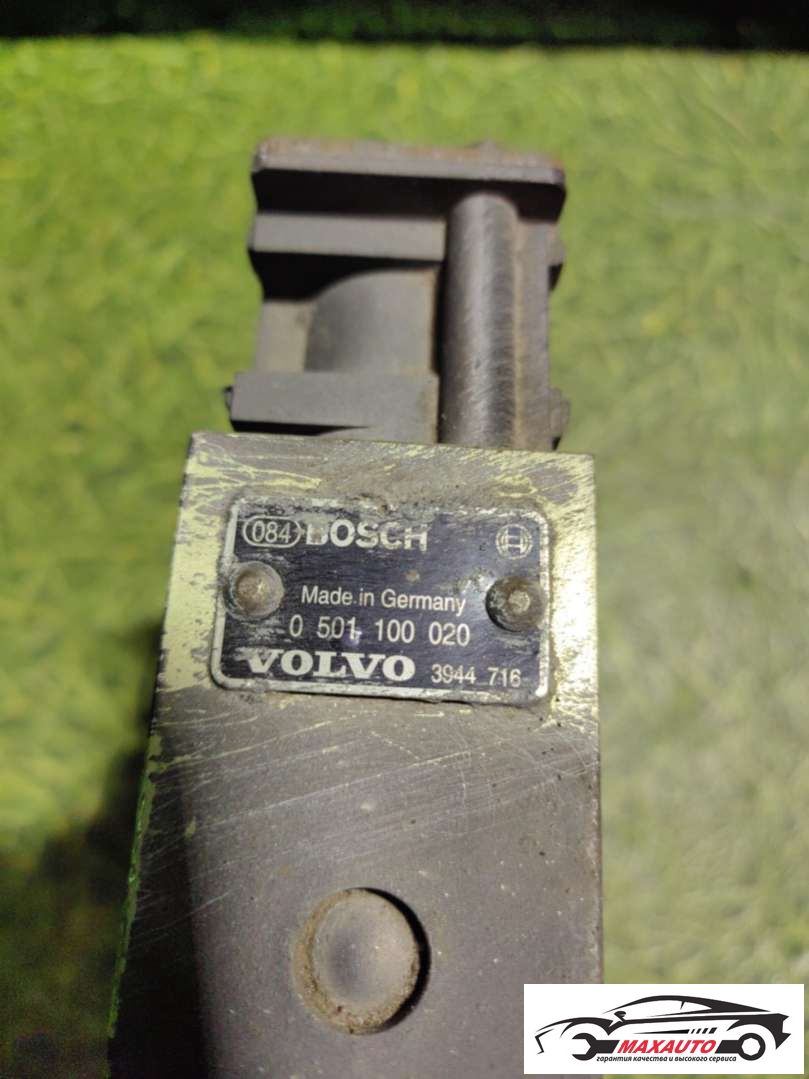 084 BOSCH
Made in Germany
0 501 100 020
VOLVO 3944 716
MAXAUTO
гарантия качества и высокого сервиса